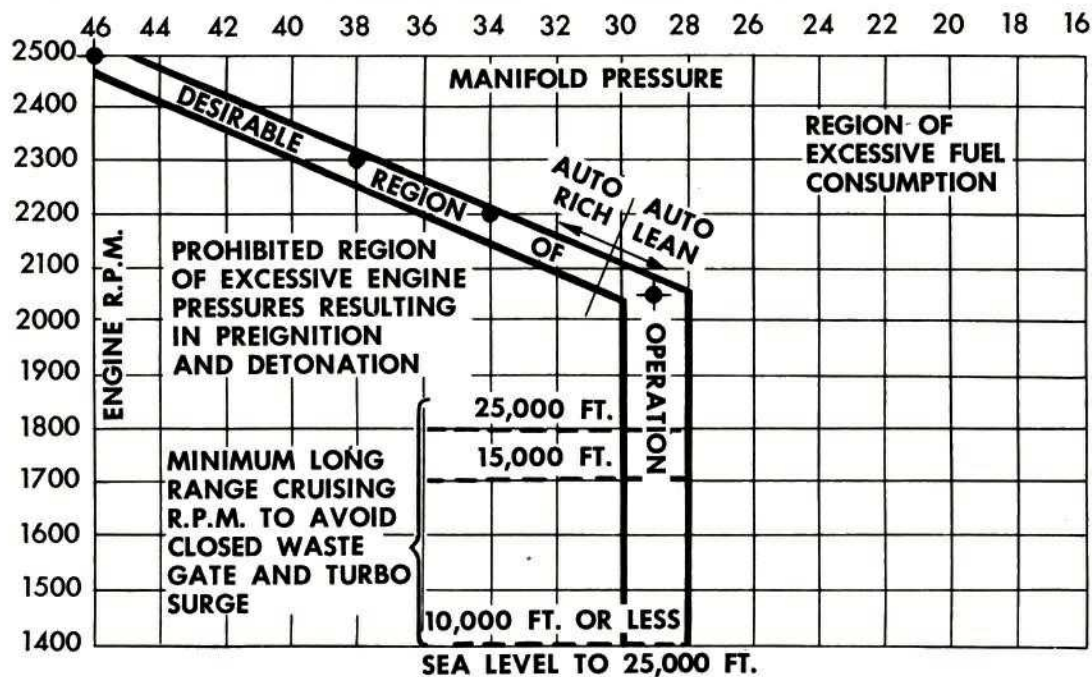 46 44 42 40 38 36 34 32 30 28 26 24 22 20 18 16
2500
2400
2300
2200
2100
2000
1900
1800
1700
1600
1500
1400
ENGINE R.P.M.
MANIFOLD PRESSURE
DESIRABLE REGION OF OPERATION
AUTO RICH
AUTO LEAN
REGION OF
EXCESSIVE FUEL
CONSUMPTION
PROHIBITED REGION
OF EXCESSIVE ENGINE
PRESSURES RESULTING
IN PREIGNITION
AND DETONATION
25,000 FT.
15,000 FT.
MINIMUM LONG
RANGE CRUISING
R.P.M. TO AVOID
CLOSED WASTE
GATE AND TURBO
SURGE
10,000 FT. OR LESS
SEA LEVEL TO 25,000 FT.